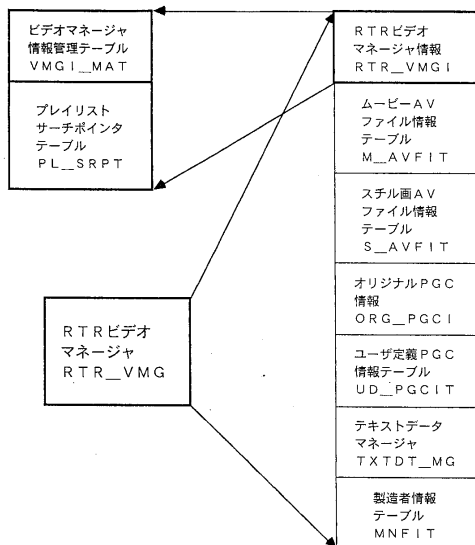 ビデオマネージャ
情報管理テーブル
ＶＭＧＩ＿ＭＡＴ
プレイリスト
サーチポインタ
テーブル
ＰＬ＿ＳＲＰＴ
ＲＴＲビデオ
マネージャ
ＲＴＲ＿ＶＭＧ
ＲＴＲビデオ
マネージャ情報
ＲＴＲ＿ＶＭＧＩ
ムービーＡＶ
ファイル情報
テーブル
Ｍ＿ＡＶＦＩＴ
スチル画ＡＶ
ファイル情報
テーブル
Ｓ＿ＡＶＦＩＴ
オリジナルＰＧＣ
情報
ＯＲＧ＿ＰＧＣＩ
ユーザ定義ＰＧＣ
情報テーブル
ＵＤ＿ＰＧＣＩＴ
テキストデータ
マネージャ
ＴＸＴＤＴ＿ＭＧ
製造者情報
テーブル
ＭＮＦＩＴ